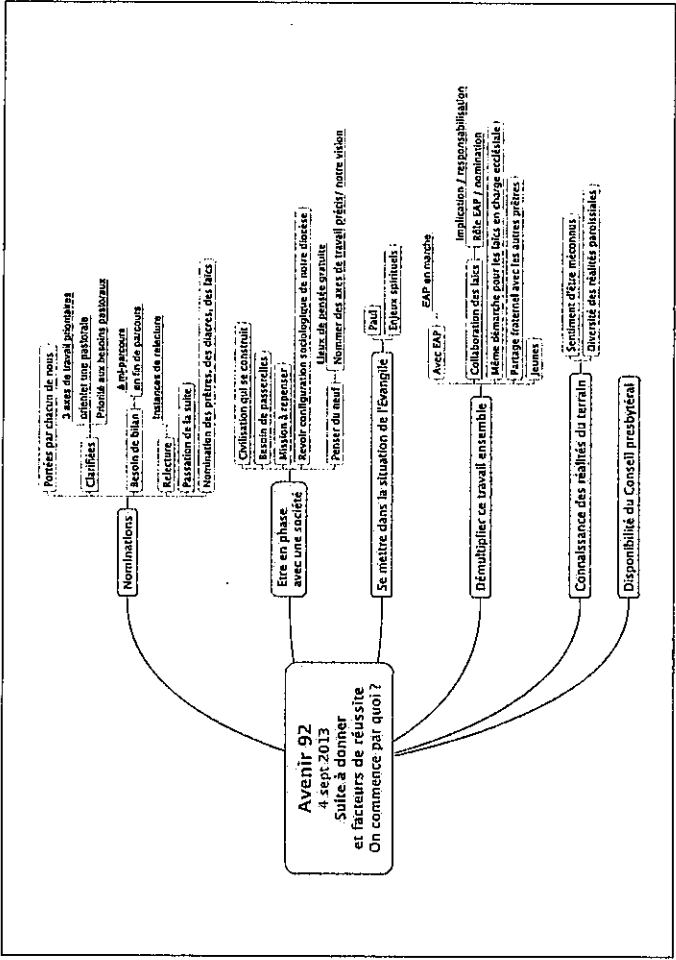 Avenir 92
4 sept 2013
Suite à donner
et facteurs de réussite
On commence par quoi ?
Nominations
Portées par chacun de nous
Clarifiées
3 axes de travail prioritaires
orienter une pastorale
Priorité aux besoins pastoraux
Besoin de bilan
à mi-parcours
en fin de parcours
Relecture
Instances de relecture
Passation de la suite
Nomination des prêtres, des diacres, des laïcs
Etre en phase
avec une société
Civilisation qui se construit
Besoin de passerelles
Mission à repenser
Revoir configuration sociologique de notre diocèse
Penser du neuf
Lieux de pensée gratuite
Nommer des axes de travail précis/ notre vision
Se mettre dans la situation de l'Evangile
Paul
Enjeux spirituels
Démultiplier ce travail ensemble
Avec EAP
EAP en marche
Collaboration des laïcs
Implication / responsabilisation
Rôle EAP / nomination
Même démarche pour les laïcs en charge ecclésiale
Partage fraternel avec les autres prêtres
Jeunes
Connaissance des réalités du terrain
Sentiment d'être méconnus
Diversité des réalités paroissiales
Disponibilité du Conseil presbytéral